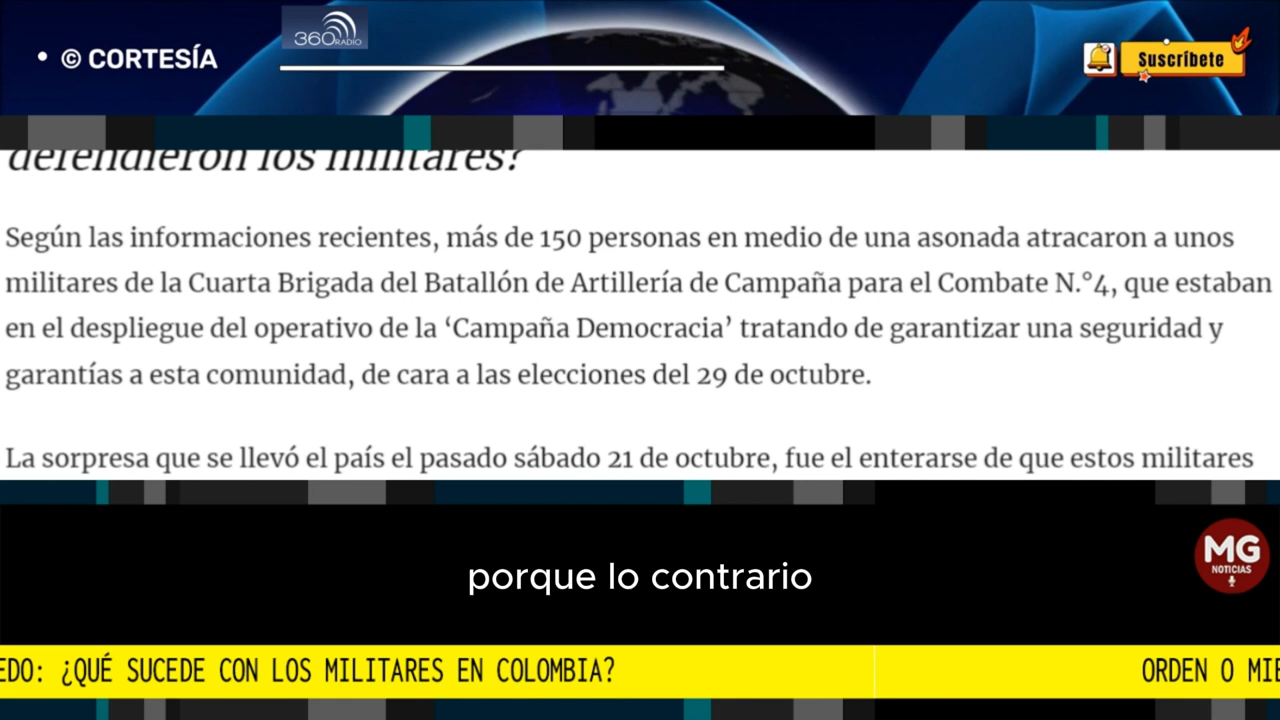 360RADIO
• © CORTESÍA
Suscríbete
defendieron los militares?
Según las informaciones recientes, más de 150 personas en medio de una asonada atracaron a unos
militares de la Cuarta Brigada del Batallón de Artillería de Campaña para el Combate N.°4, que estaban
en el despliegue del operativo de la ‘Campaña Democracia’ tratando de garantizar una seguridad y
garantías a esta comunidad, de cara a las elecciones del 29 de octubre.
La sorpresa que se llevó el país el pasado sábado 21 de octubre, fue el enterarse de que estos militares
MG
NOTICIAS
porque lo contrario
EDO: ¿QUÉ SUCEDE CON LOS MILITARES EN COLOMBIA? ORDEN O MIE